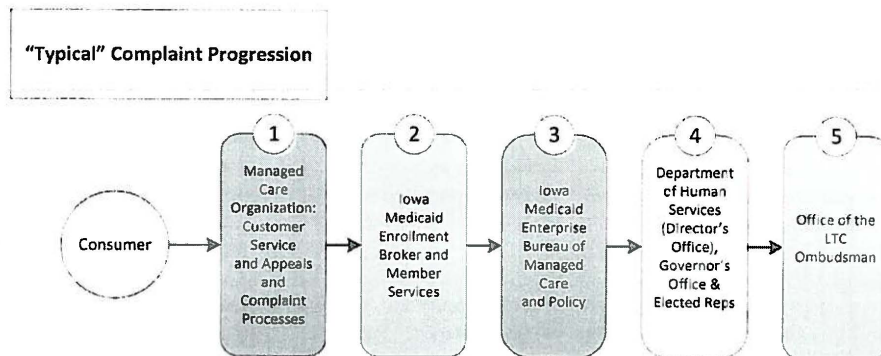 “Typical” Complaint Progression
Consumer
1
Managed
Care
Organization:
Customer
Service
and Appeals
and
Complaint
Processes
2
Iowa
Medicaid
Enrollment
Broker and
Member
Services
3
Iowa
Medicaid
Enterprise
Bureau of
Managed
Care
and Policy
4
Department
of Human
Services
(Director’s
Office),
Governor’s
Office &
Elected Reps
5
Office of the
LTC
Ombudsman